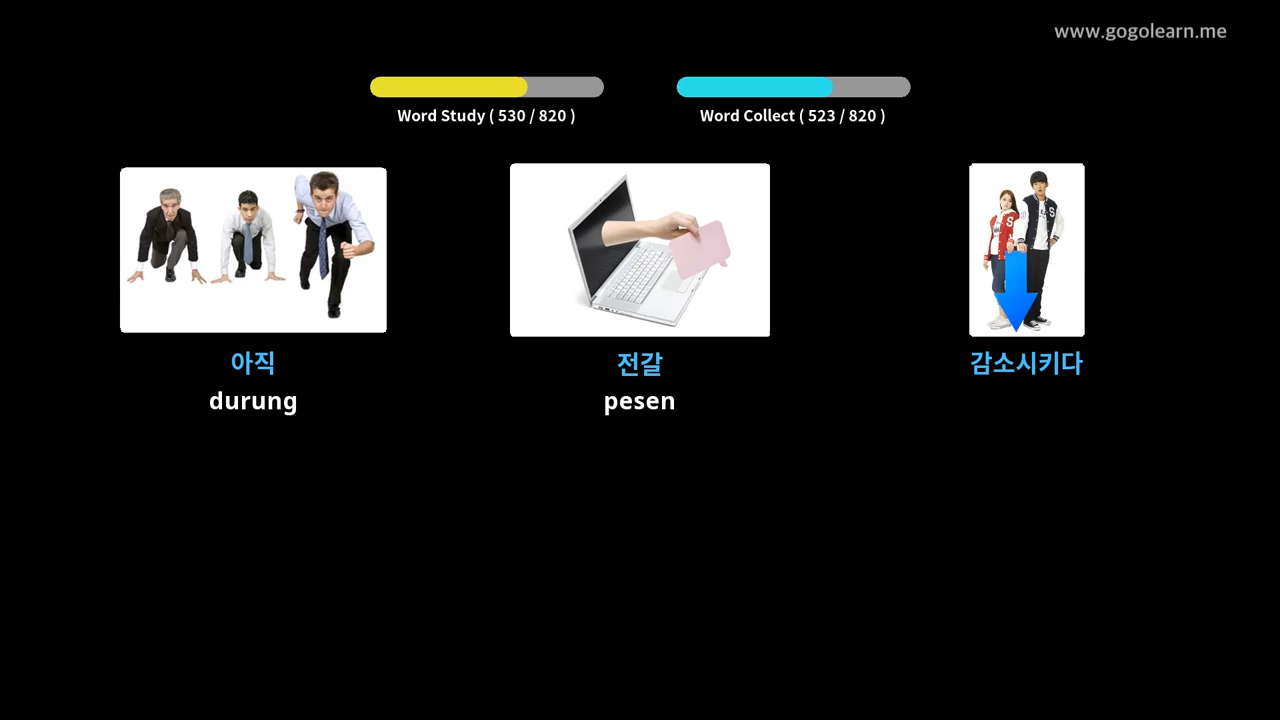 www.gogolearn.me
Word Study ( 530 / 820 )
Word Collect ( 523 / 820 )
S
S
아직
전갈
감소시키다
durung
pesen